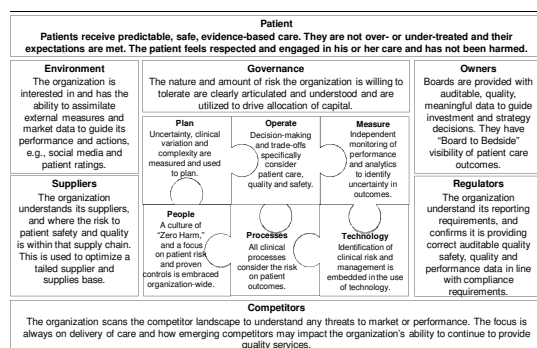 Patient
Patients receive predictable, safe, evidence-based care. They are not over- or under-treated and their
expectations are met. The patient feels respected and engaged in his or her care and has not been harmed.
Environment
The organization is
interested in and has the
ability to assimilate
external measures and
market data to guide its
performance and actions,
e.g., social media and
patient ratings.
Governance
The nature and amount of risk the organization is willing to
tolerate are clearly articulated and understood and are
utilized to drive allocation of capital.
Owners
Boards are provided with
auditable, quality,
meaningful data to guide
investment and strategy
decisions. They have
"Board to Bedside"
visibility of patient care
outcomes.
Plan
Uncertainty, clinical
variation and
complexity are
measured and used
to plan.
Operate
Decision-making
and trade-offs
specifically
consider
patient care,
quality and safety.
Measure
Independent
monitoring of
performance
and analytics
to identify
uncertainty in
outcomes.
Suppliers
The organization
understands its suppliers,
and where the risk to
patient safety and quality
is within that supply chain.
This is used to optimize a
tailed supplier and
supplies base.
People
A culture of
"Zero Harm,"
and a focus
on patient risk
and proven
controls is embraced
organization-wide.
Processes
All clinical
processes
consider the risk
on patient
outcomes.
Technology
Identification of
clinical risk and
management is
embedded in the use
of technology.
Regulators
The organization
understand its reporting
requirements, and
confirms it is providing
correct auditable quality
safety, quality and
performance data in line
with compliance
requirements.
Competitors
The organization scans the competitor landscape to understand any threats to market or performance. The focus is
always on delivery of care and how emerging competitors may impact the organization's ability to continue to provide
quality services.